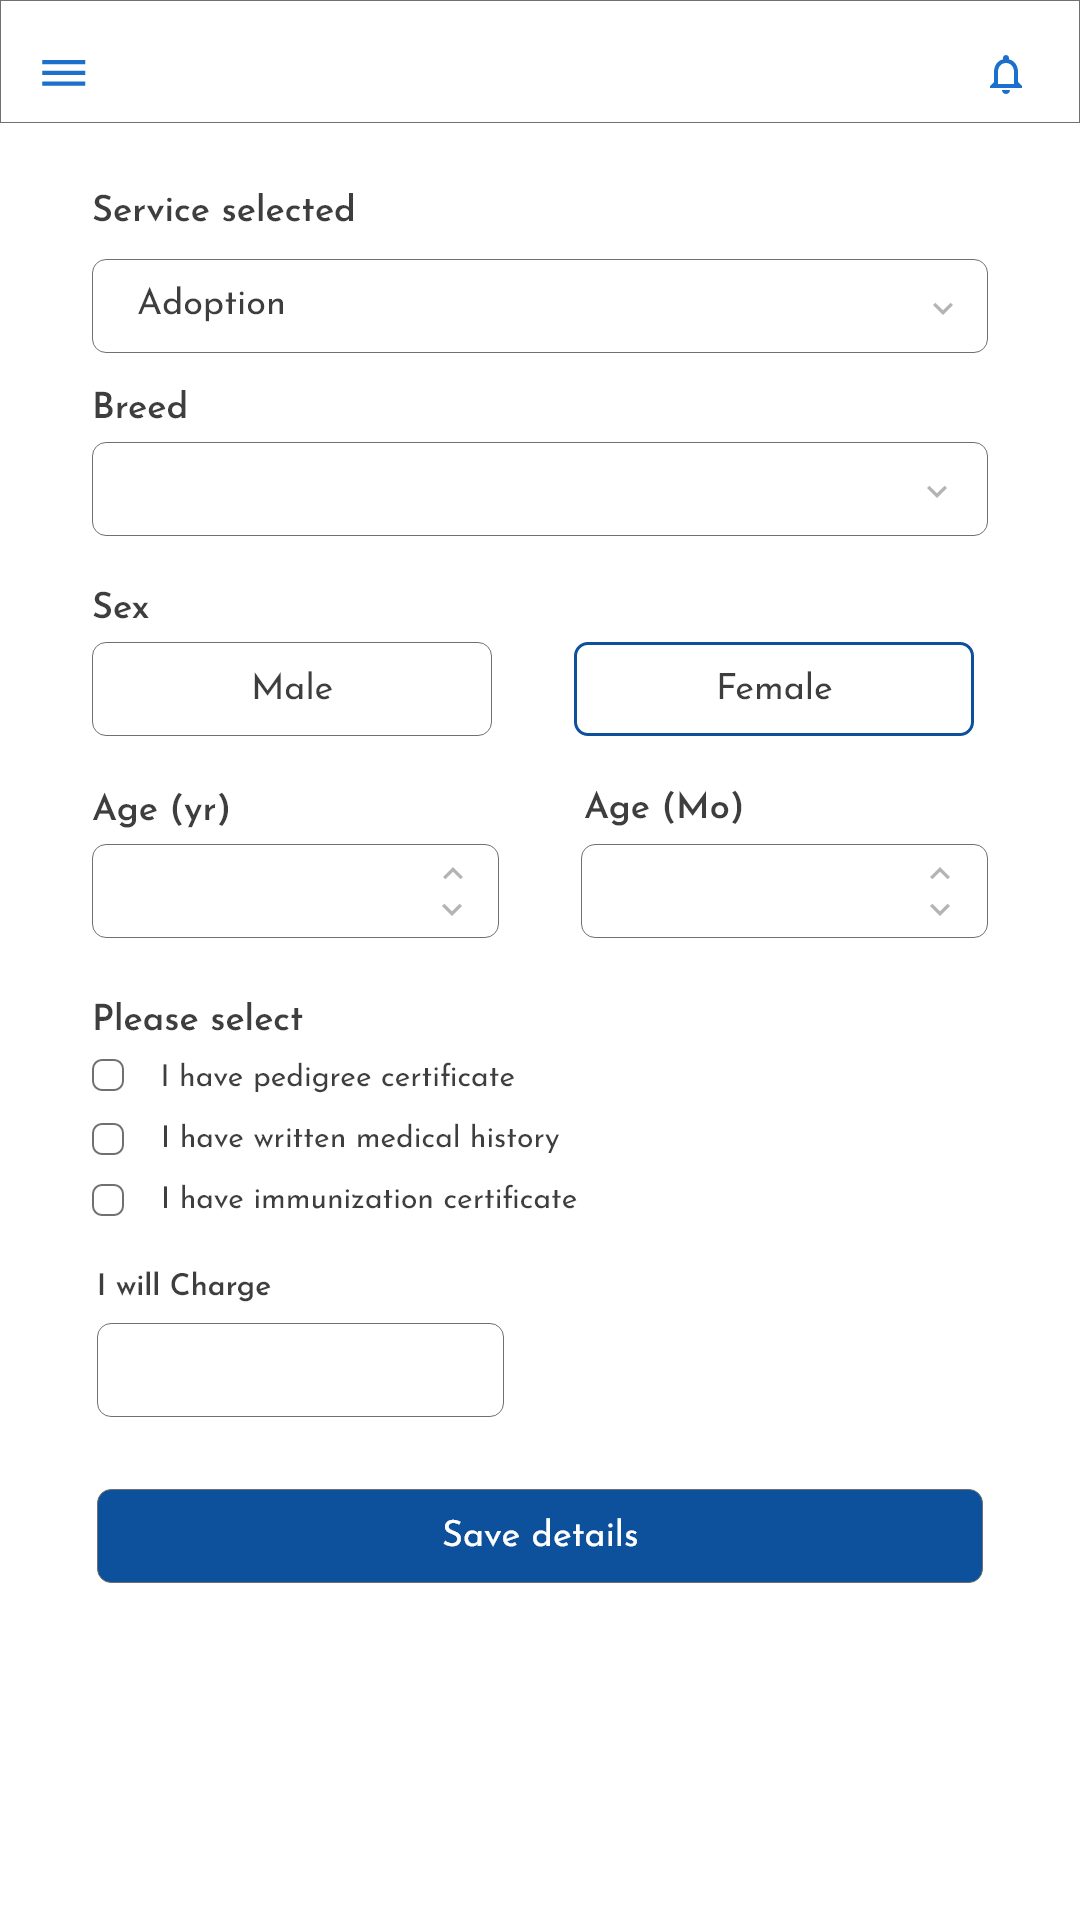 Service selected
Adoption
Breed
Sex
Male
Female
Age (yr)
Age (Mo)
Please select
I have pedigree certificate
I have written medical history
I have immunization certificate
I will Charge
Save details